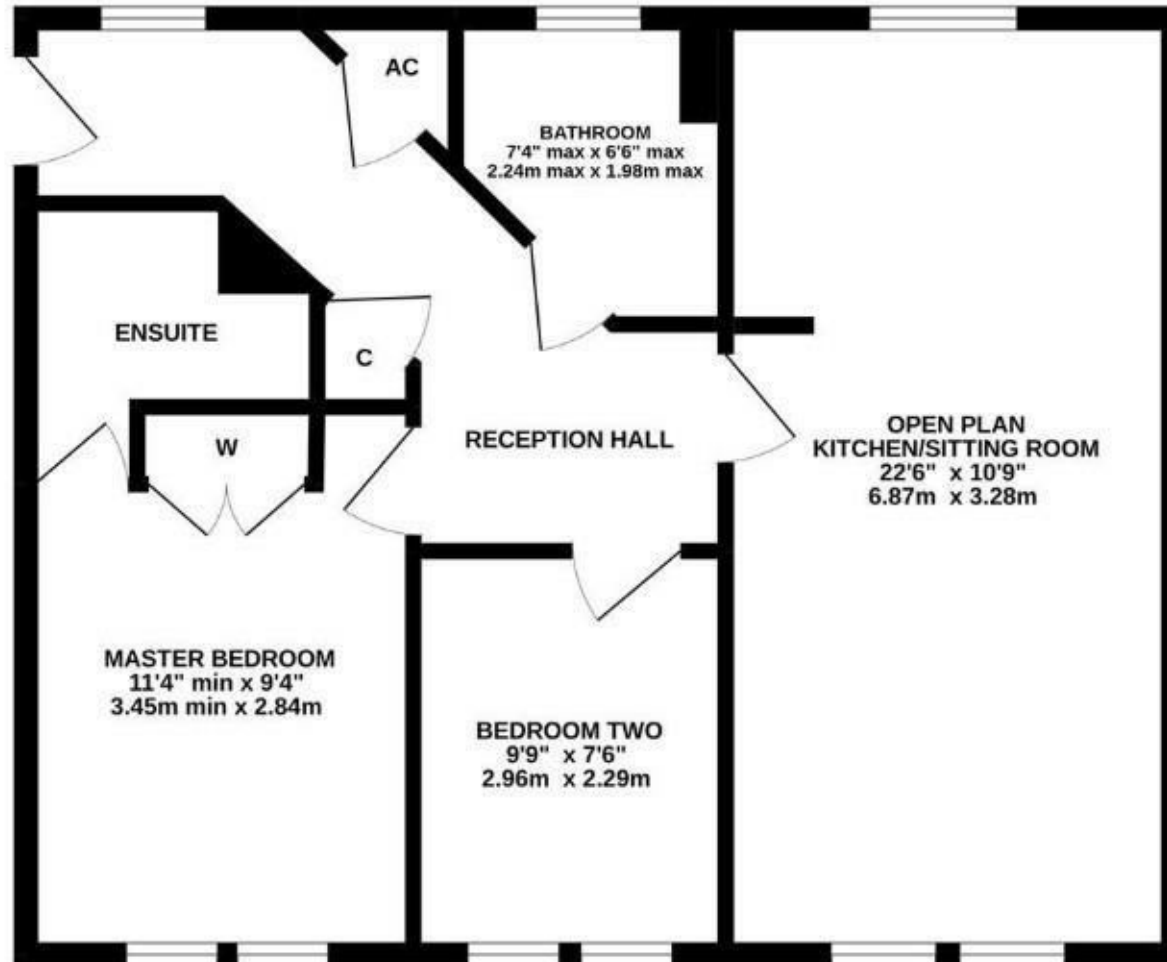 AC
BATHROOM
7'4" max x 6'6" max
2.24m max x 1.98m max
ENSUITE
C
W
RECEPTION HALL
OPEN PLAN
KITCHEN/SITTING ROOM
22'6" x 10'9"
6.87m x 3.28m
MASTER BEDROOM
11'4" min x 9'4"
3.45m min x 2.84m
BEDROOM TWO
9'9" x 7'6"
2.96m x 2.29m